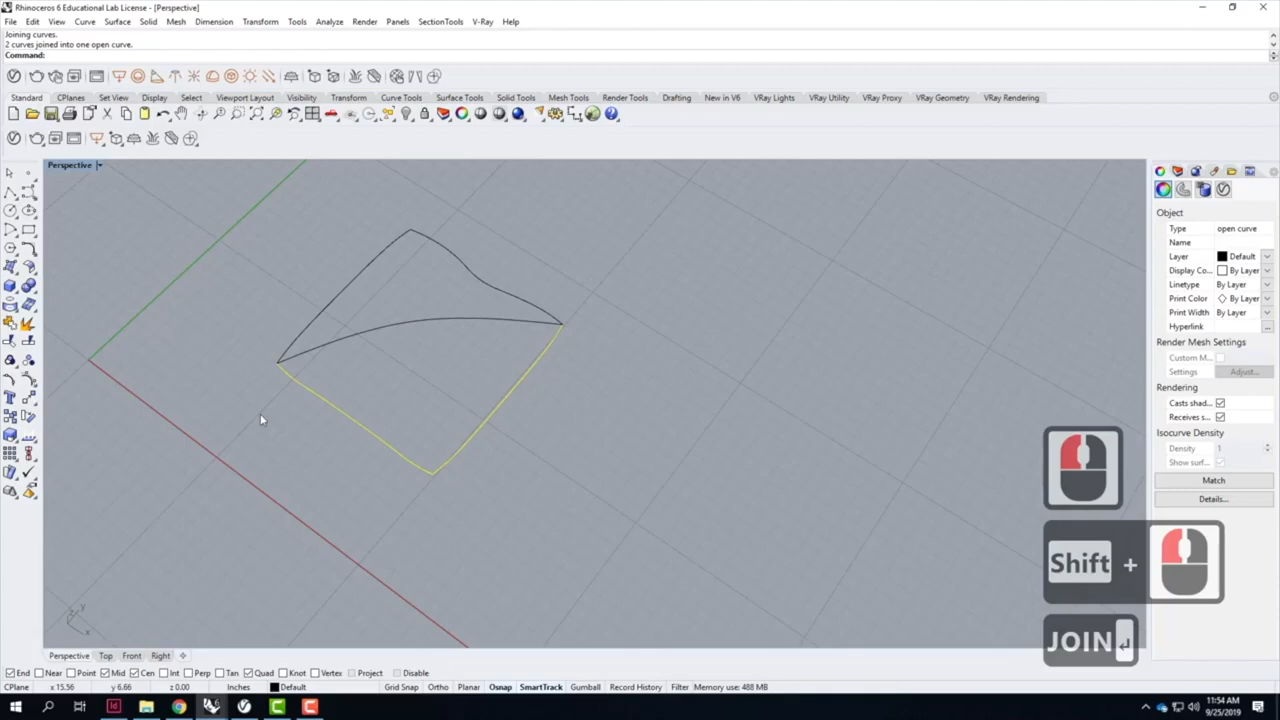 Rhinoceros 6 Educational Lab License - [Perspective]
File Edit View Curve Surface Solid Mesh Dimension Transform Tools Analyze Render Panels SectionTools V-Ray Help
Joining curves.
2 curves joined into one open curve.
Command:
Standard CPlanes Set View Display Select Viewport Layout Visibility Transform Curve Tools Surface Tools Solid Tools Mesh Tools Render Tools Drafting New in V6 VRay Lights VRay Utility VRay Proxy VRay Geometry VRay Rendering
Perspective
Object
Type open curve
Name
Layer Default
Display Co... By Layer
Linetype By Layer
Print Color By Layer
Print Width By Layer
Hyperlink ...
Render Mesh Settings
Custom M...
Settings Adjust...
Rendering
Casts shad...
Receives s...
Isocurve Density
Density 1
Show surf...
Match
Details...
Shift +
JOIN
z y
x
Perspective Top Front Right
End Near Point Mid Cen Int Perp Tan Quad Knot Vertex Project Disable
CPlane x 15.56 y 6.66 z 0.00 Inches Default Grid Snap Ortho Planar Osnap SmartTrack Gumball Record History Filter Memory use: 488 MB
Id
11:54 AM
9/25/2019